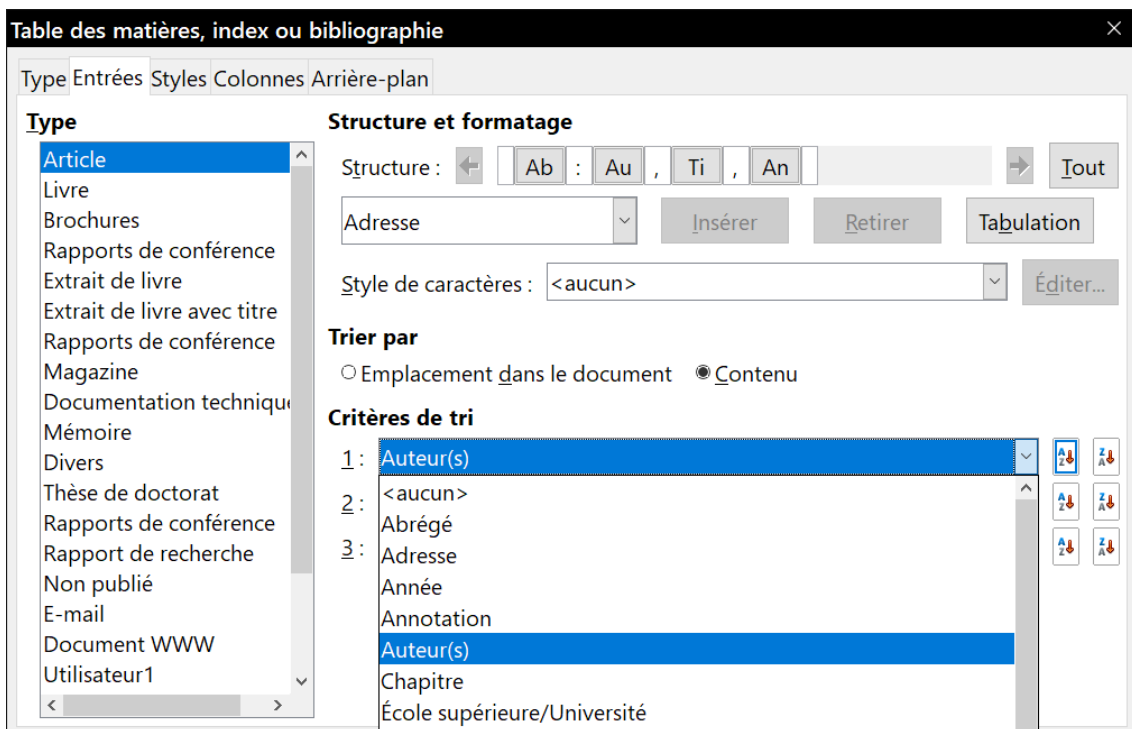 Table des matières, index ou bibliographie
Type Entrées Styles Colonnes Arrière-plan
Type
Article
Livre
Brochures
Rapports de conférence
Extrait de livre
Extrait de livre avec titre
Rapports de conférence
Magazine
Documentation technique
Mémoire
Divers
Thèse de doctorat
Rapports de conférence
Rapport de recherche
Non publié
E-mail
Document WWW
Utilisateur1
Structure et formatage
Structure : Ab : Au , Ti , An Tout
Adresse Insérer Retirer Tabulation
Style de caractères : <aucun> Éditer...
Trier par
Emplacement dans le document Contenu
Critères de tri
1 : Auteur(s)
2 :
3 :
<aucun>
Abrégé
Adresse
Année
Annotation
Auteur(s)
Chapitre
École supérieure/Université